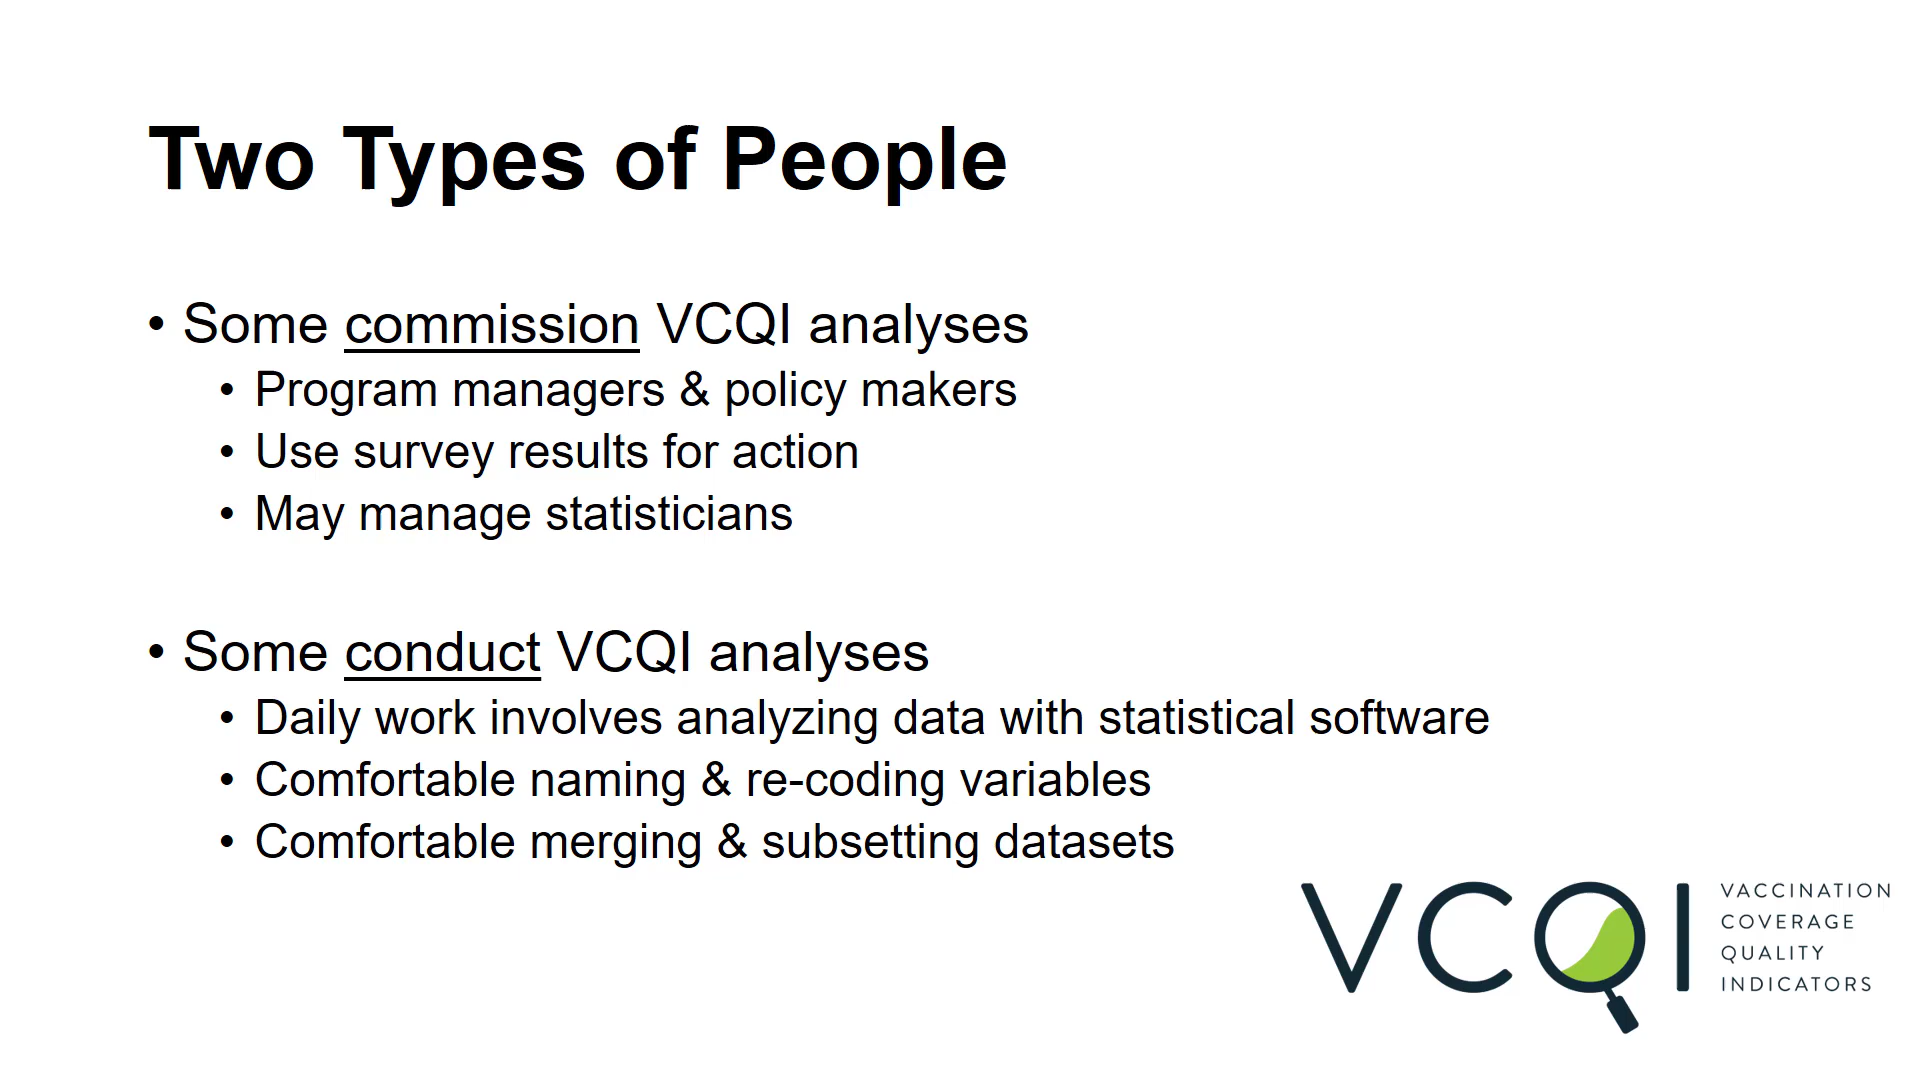 Two Types of People
• Some commission VCQI analyses
• Program managers & policy makers
• Use survey results for action
• May manage statisticians
• Some conduct VCQI analyses
• Daily work involves analyzing data with statistical software
• Comfortable naming & re-coding variables
• Comfortable merging & subsetting datasets
VCQI
VACCINATION
COVERAGE
QUALITY
INDICATORS